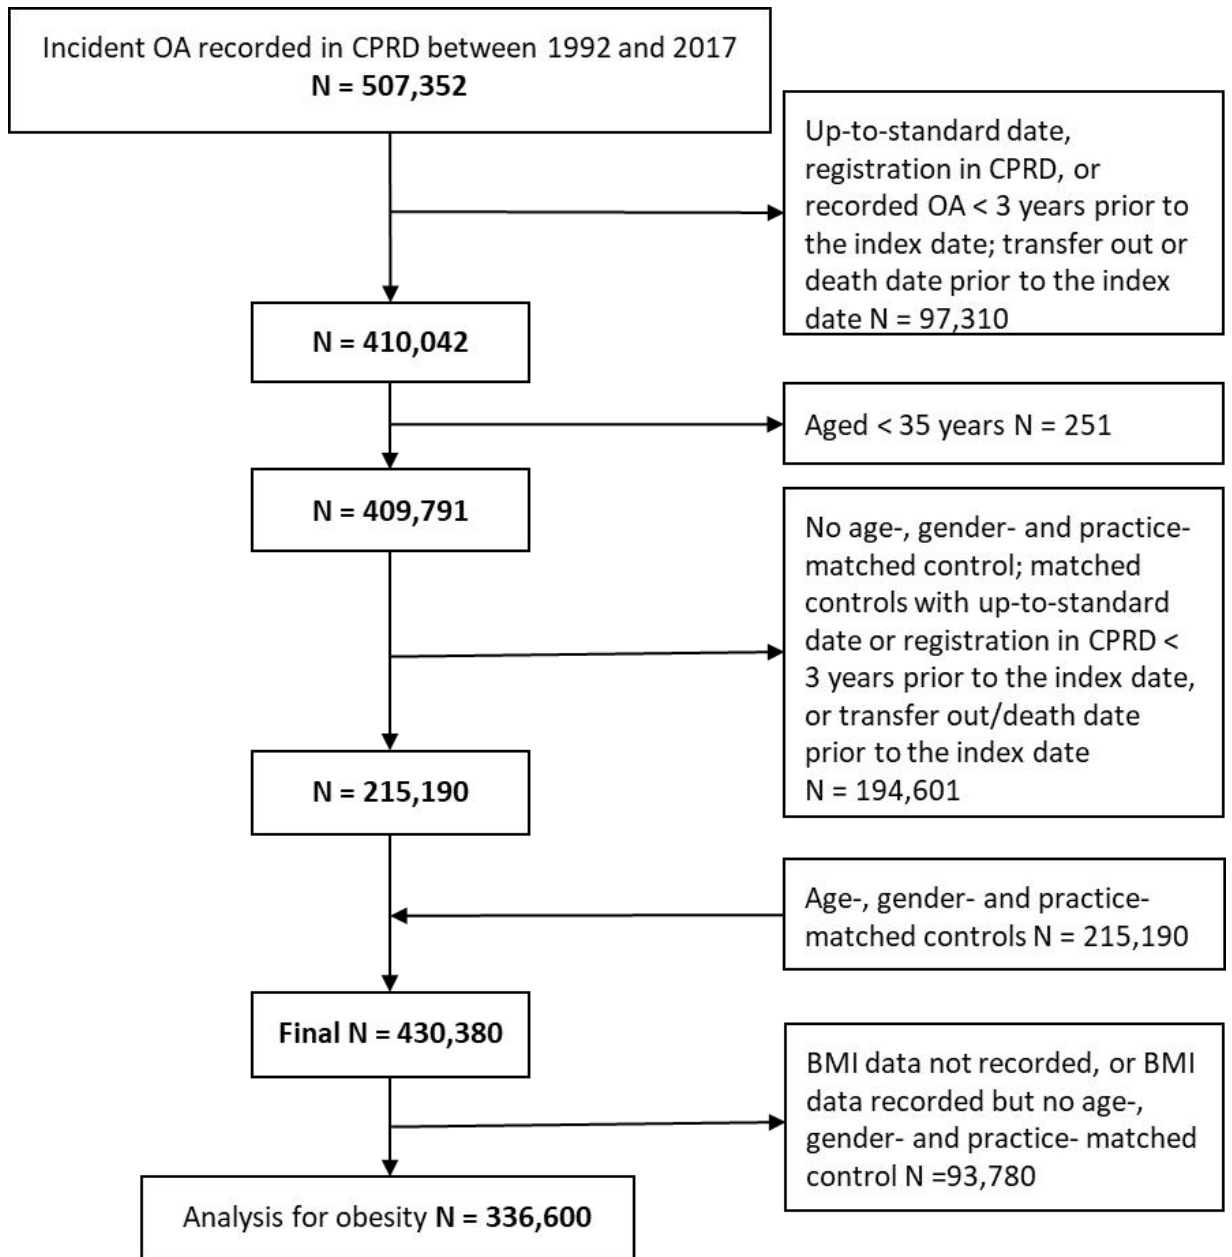 Incident OA recorded in CPRD between 1992 and 2017
N = 507,352
Up-to-standard date,
registration in CPRD, or
recorded OA < 3 years prior to
the index date; transfer out or
death date prior to the index
date N = 97,310
N = 410,042
Aged < 35 years N = 251
N = 409,791
No age-, gender- and practice-
matched control; matched
controls with up-to-standard
date or registration in CPRD <
3 years prior to the index date,
or transfer out/death date
prior to the index date
N = 194,601
N = 215,190
Age-, gender- and practice-
matched controls N = 215,190
Final N = 430,380
BMI data not recorded, or BMI
data recorded but no age-,
gender- and practice- matched
control N =93,780
Analysis for obesity N = 336,600